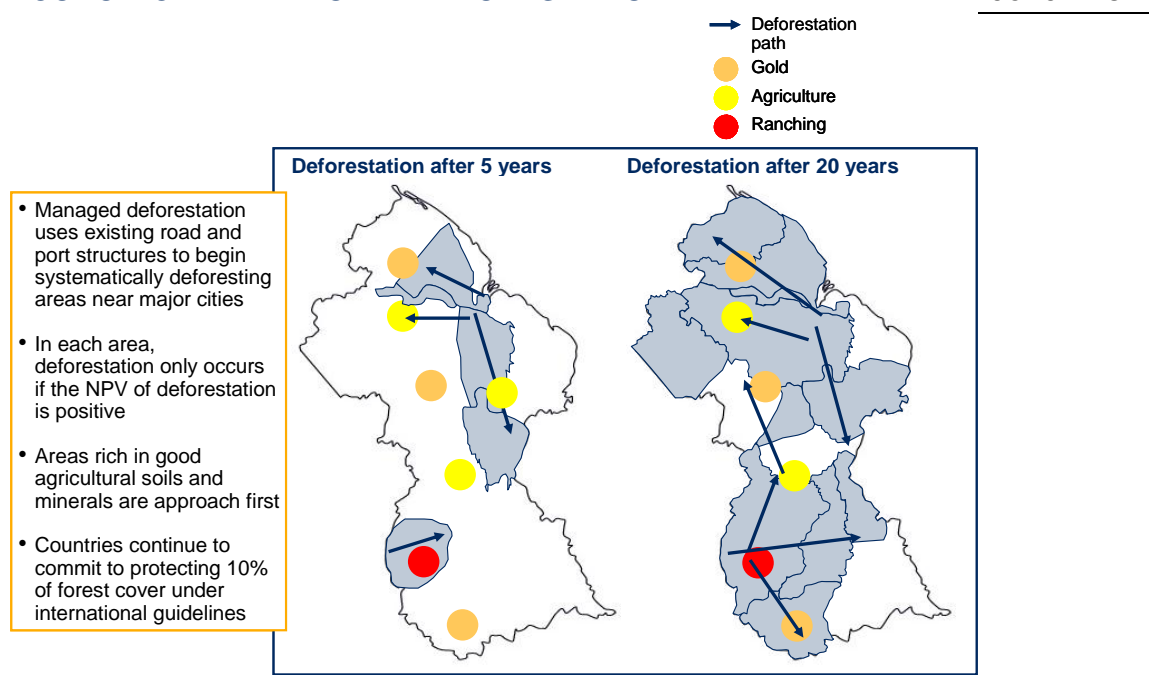 Deforestation
path
Gold
Agriculture
Ranching
Deforestation after 5 years
Deforestation after 20 years
• Managed deforestation
uses existing road and
port structures to begin
systematically deforesting
areas near major cities
• In each area,
deforestation only occurs
if the NPV of deforestation
is positive
• Areas rich in good
agricultural soils and
minerals are approach first
• Countries continue to
commit to protecting 10%
of forest cover under
international guidelines